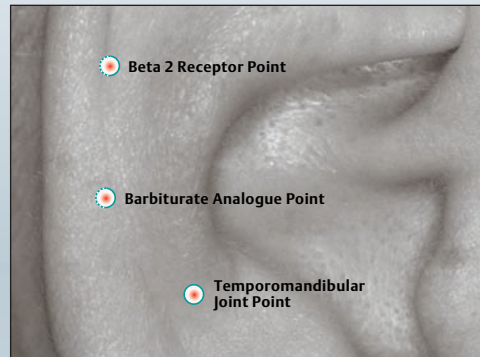 Beta 2 Receptor Point
Barbiturate Analogue Point
Temporomandibular
Joint Point